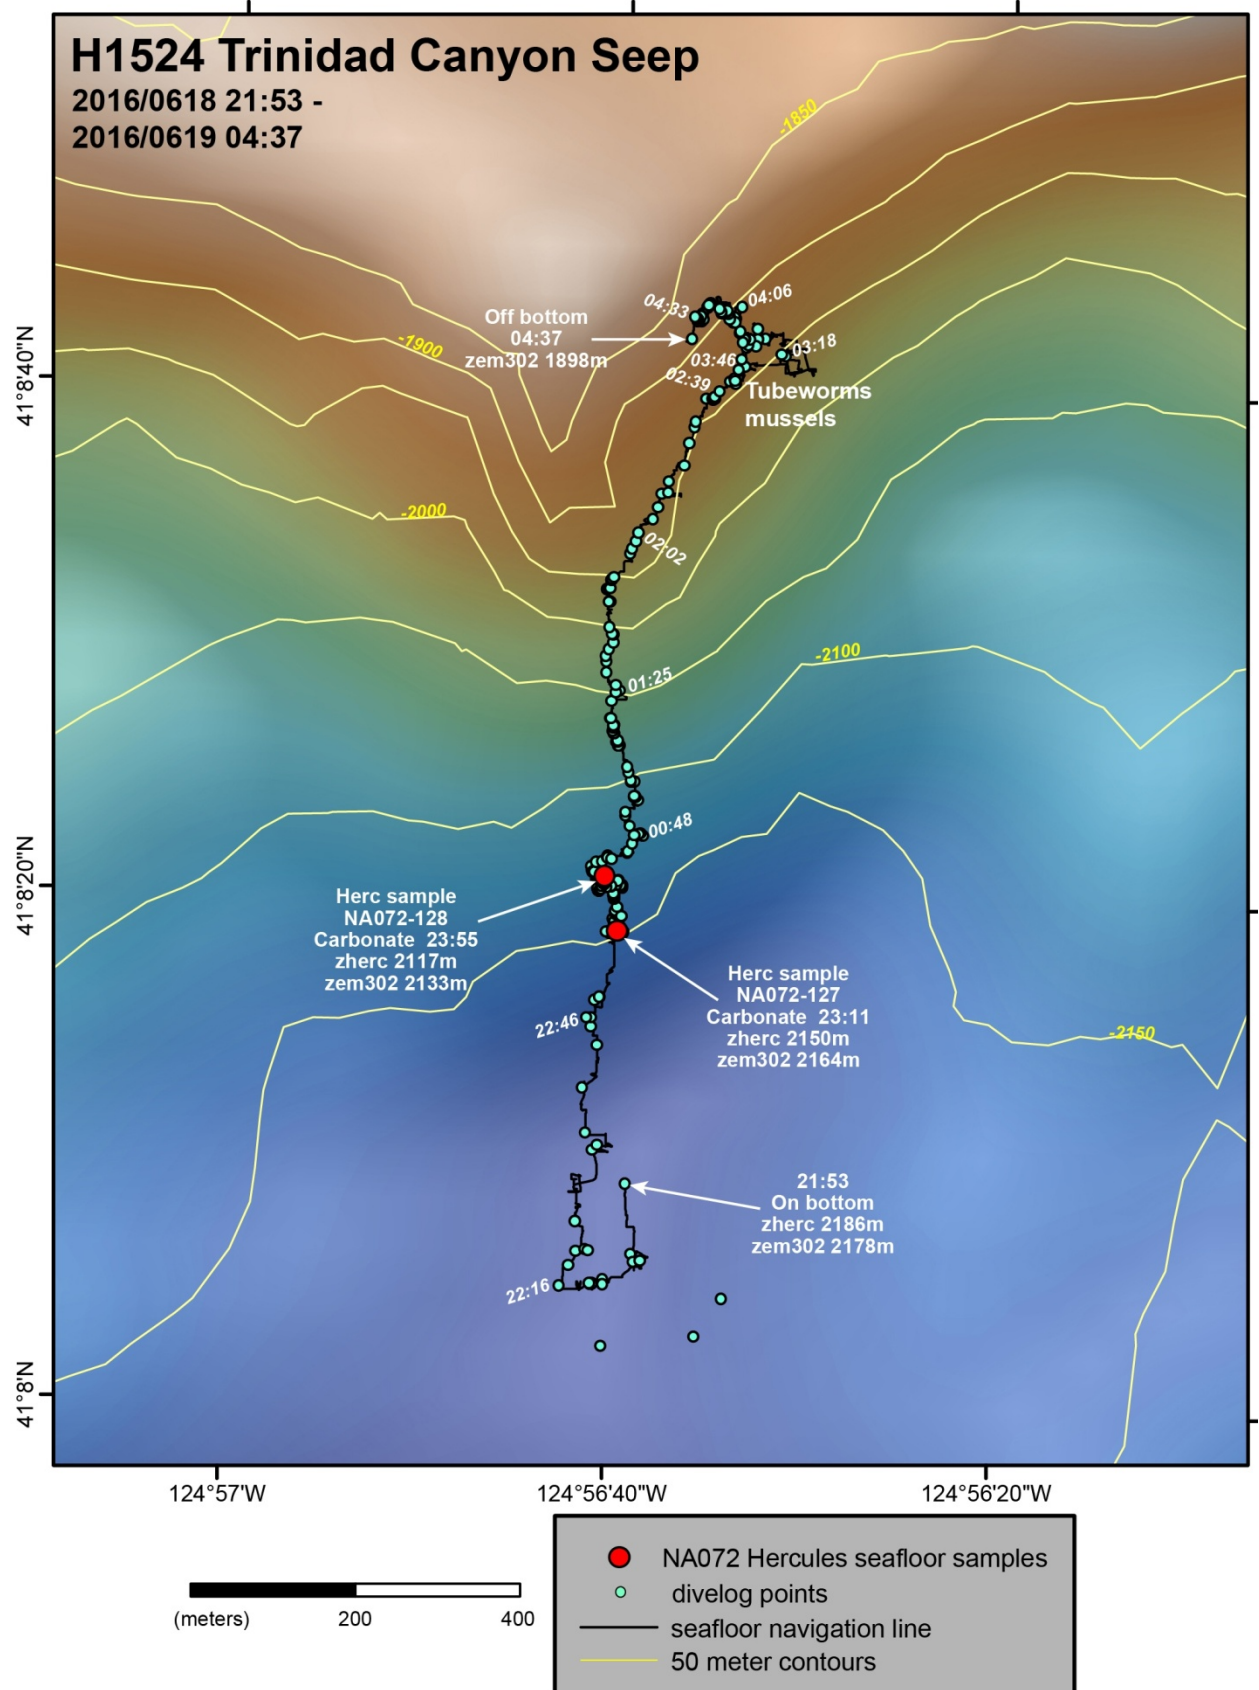 H1524 Trinidad Canyon Seep
2016/0618 21:53 -
2016/0619 04:37
-1850
04:33
04:06
Off bottom
04:37
zem302 1898m
-1900
03:18
03:46
02:39
Tubeworms
mussels
41°8'40"N
-2000
02:02
-2100
01:25
00:48
41°8'20"N
Herc sample
NA072-128
Carbonate 23:55
zherc 2117m
zem302 2133m
Herc sample
NA072-127
Carbonate 23:11
zherc 2150m
zem302 2164m
22:46
-2150
21:53
On bottom
zherc 2186m
zem302 2178m
22:16
41°8'N
124°57'W
124°56'40"W
124°56'20"W
NA072 Hercules seafloor samples
divelog points
seafloor navigation line
50 meter contours
(meters)
200
400